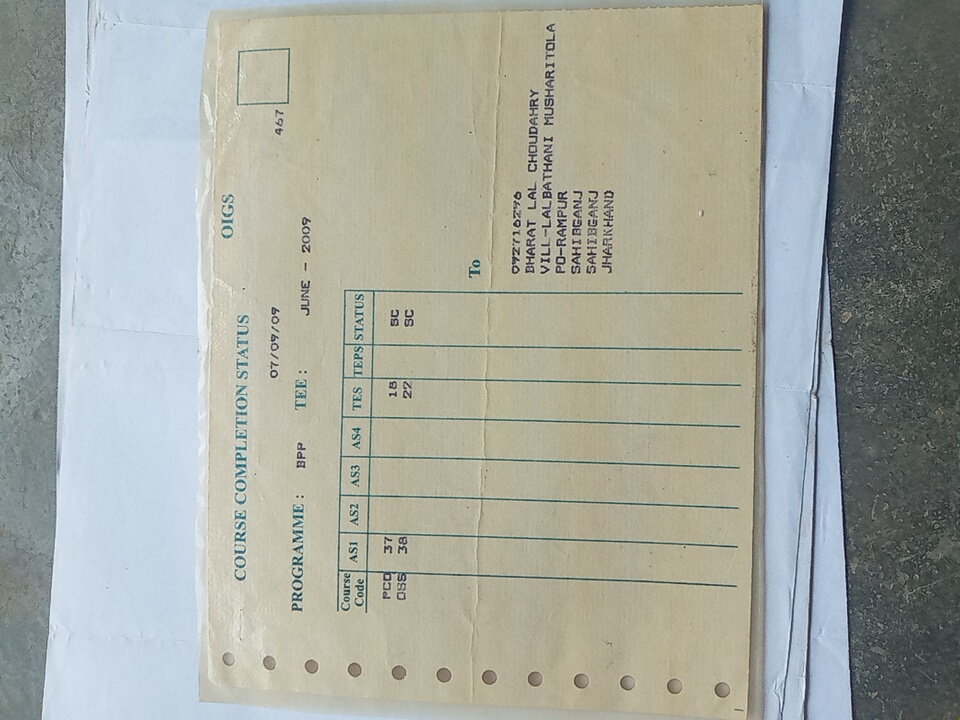 COURSE COMPLETION STATUS OIGS
07/09/09 467
PROGRAMME : BPP TEE : JUNE - 2009
Course Code AS1 AS2 AS3 AS4 TES TEPS STATUS
PCO 37 18 SC
OSS 38 22 SC
To
092716296
BHARAT LAL CHOUDAHRY
VILL-LALBATHANI MUSHARITOLA
PO-RAMPUR
SAHIBGANJ
SAHIBGANJ
JHARKHAND